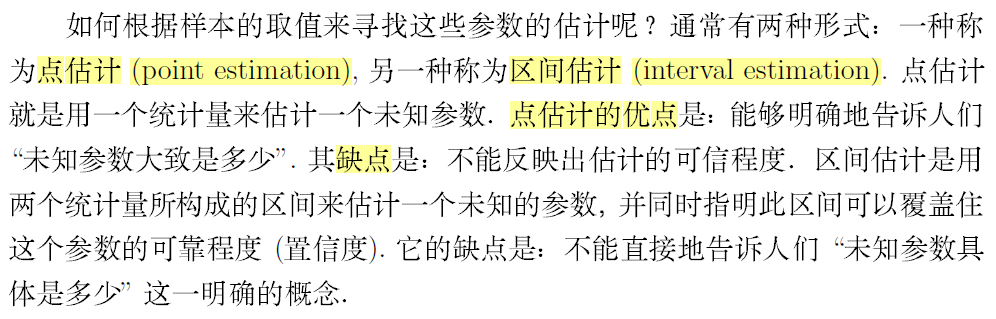 如何根据样本的取值来寻找这些参数的估计呢？通常有两种形式：一种称
为点估计 (point estimation), 另一种称为区间估计 (interval estimation). 点估计
就是用一个统计量来估计一个未知参数. 点估计的优点是：能够明确地告诉人们
“未知参数大致是多少”. 其缺点是：不能反映出估计的可信程度. 区间估计是用
两个统计量所构成的区间来估计一个未知的参数, 并同时指明此区间可以覆盖住
这个参数的可靠程度 (置信度). 它的缺点是：不能直接地告诉人们 “未知参数具
体是多少” 这一明确的概念.